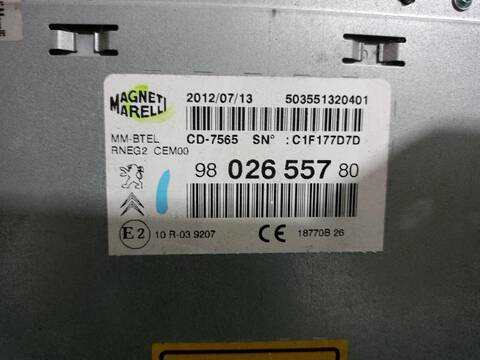 MAGNETI
MARELLI
2012/07/13 503551320401
MM-BTEL CD-7565 SN° : C1F177D7D
RNEG2 CEM00
98 026 557 80
E2 10 R-03 9207 CE 18770B 26